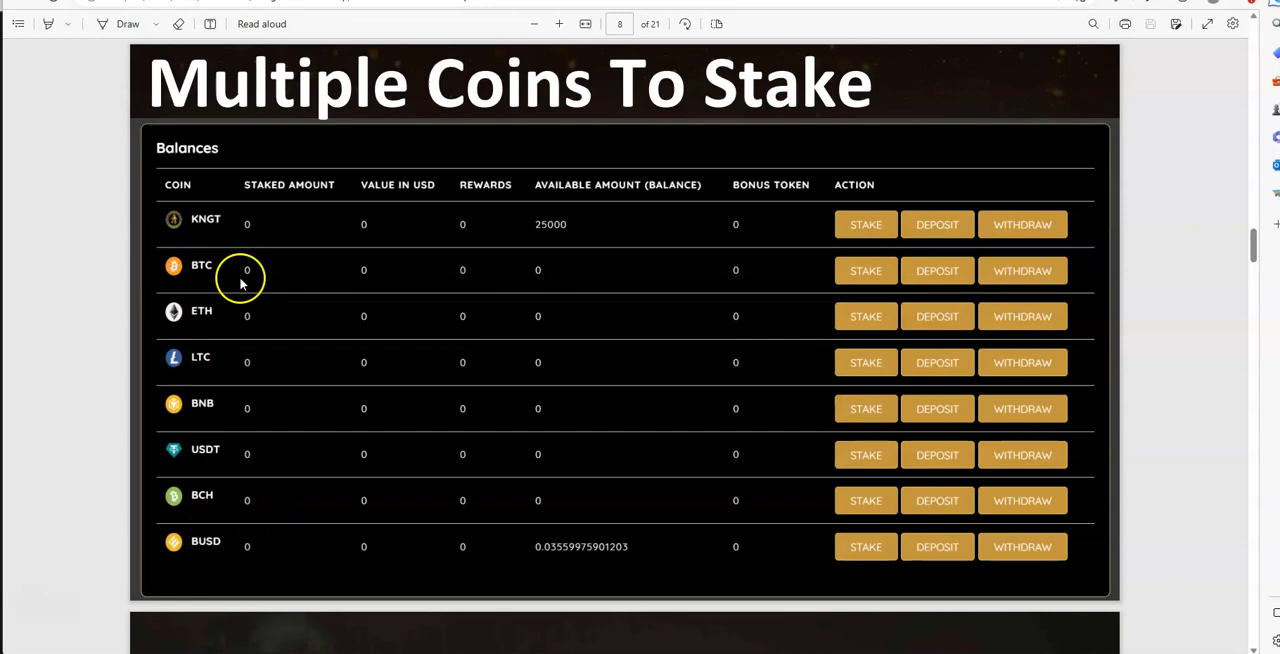 Draw
Read aloud
8 of 21
Multiple Coins To Stake
Balances
COIN STAKED AMOUNT VALUE IN USD REWARDS AVAILABLE AMOUNT (BALANCE) BONUS TOKEN ACTION
KNGT 0 0 0 25000 0 STAKE DEPOSIT WITHDRAW
BTC 0 0 0 0 0 STAKE DEPOSIT WITHDRAW
ETH 0 0 0 0 0 STAKE DEPOSIT WITHDRAW
LTC 0 0 0 0 0 STAKE DEPOSIT WITHDRAW
BNB 0 0 0 0 0 STAKE DEPOSIT WITHDRAW
USDT 0 0 0 0 0 STAKE DEPOSIT WITHDRAW
BCH 0 0 0 0 0 STAKE DEPOSIT WITHDRAW
BUSD 0 0 0 0.03559975901203 0 STAKE DEPOSIT WITHDRAW